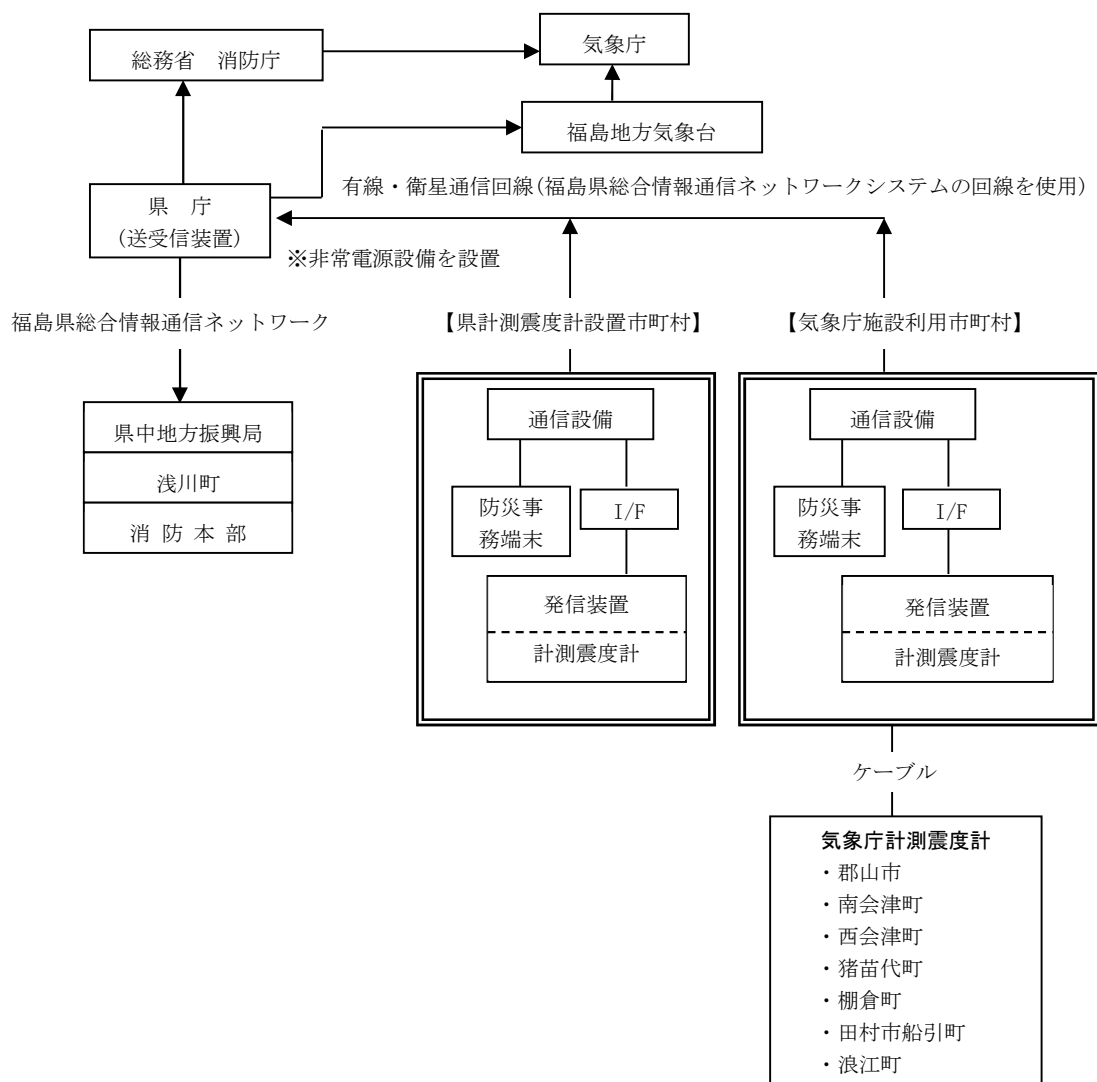 総務省　消防庁
気象庁
福島地方気象台
有線・衛星通信回線(福島県総合情報通信ネットワークシステムの回線を使用)
県　庁
(送受信装置)
※非常電源設備を設置
福島県総合情報通信ネットワーク
県中地方振興局
浅川町
消 防 本 部
【県計測震度計設置市町村】
通信設備
防災事
務端末
I/F
発信装置
計測震度計
【気象庁施設利用市町村】
通信設備
防災事
務端末
I/F
発信装置
計測震度計
ケーブル
気象庁計測震度計
・郡山市
・南会津町
・西会津町
・猪苗代町
・棚倉町
・田村市船引町
・浪江町